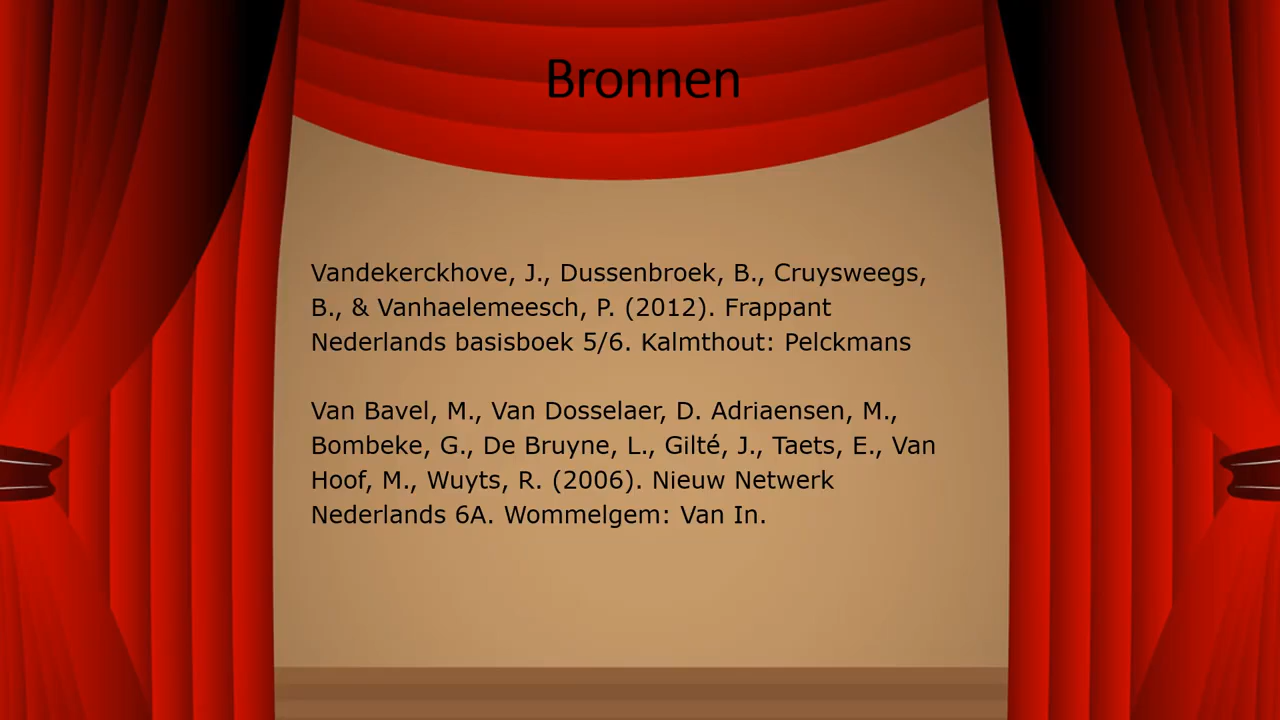 Bronnen
Vandekerckhove, J., Dussenbroek, B., Cruysweegs,
B., & Vanhaelemeesch, P. (2012). Frappant
Nederlands basisboek 5/6. Kalmthout: Pelckmans
Van Bavel, M., Van Dosselaer, D. Adriaensen, M.,
Bombeke, G., De Bruyne, L., Gilté, J., Taets, E., Van
Hoof, M., Wuyts, R. (2006). Nieuw Netwerk
Nederlands 6A. Wommelgem: Van In.